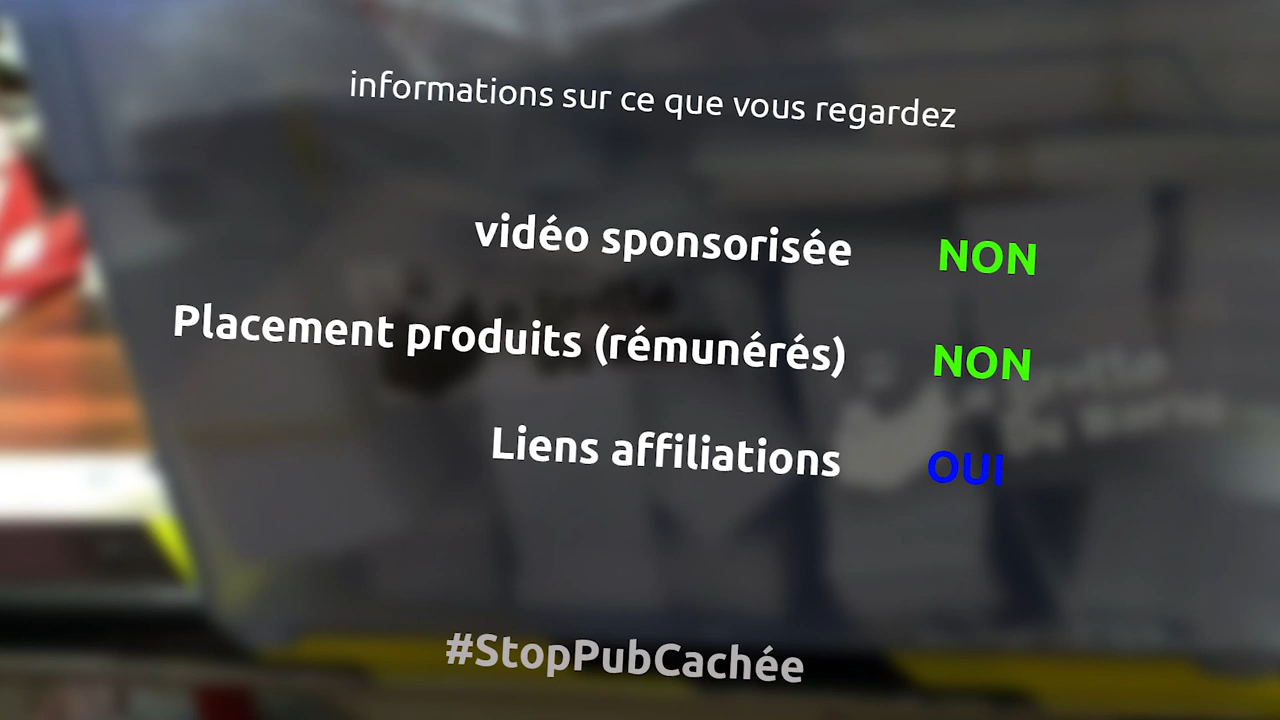 informations sur ce que vous regardez
vidéo sponsorisée NON
Placement produits (rémunérés) NON
Liens affiliations OUI
#StopPubCachée